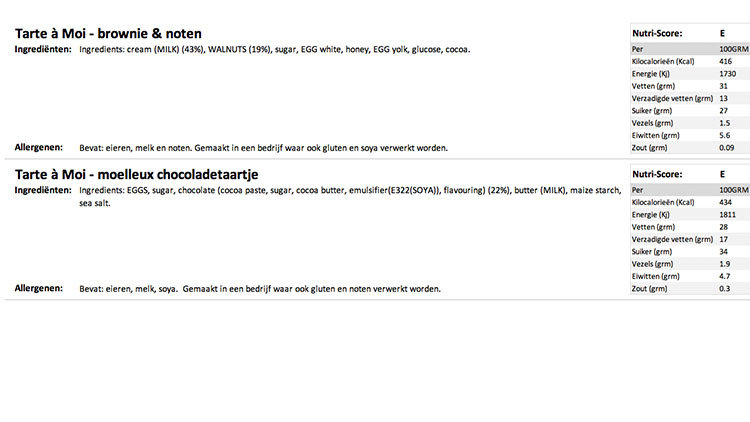 Tarte à Moi - brownie & noten
Ingrediënten: Ingredients: cream (MILK) (43%), WALNUTS (19%), sugar, EGG white, honey, EGG yolk, glucose, cocoa.
Allergenen: Bevat: eieren, melk en noten. Gemaakt in een bedrijf waar ook gluten en soya verwerkt worden.
Nutri-Score: E
Per 100GRM
Kilocalorieën (Kcal) 416
Energie (Kj) 1730
Vetten (grm) 31
Verzadigde vetten (grm) 13
Suiker (grm) 27
Vezels (grm) 1.5
Eiwitten (grm) 5.6
Zout (grm) 0.09
Tarte à Moi - moelleux chocoladetaartje
Ingrediënten: Ingredients: EGGS, sugar, chocolate (cocoa paste, sugar, cocoa butter, emulsifier(E322(SOYA)), flavouring) (22%), butter (MILK), maize starch,
sea salt.
Allergenen: Bevat: eieren, melk, soya. Gemaakt in een bedrijf waar ook gluten en noten verwerkt worden.
Nutri-Score: E
Per 100GRM
Kilocalorieën (Kcal) 434
Energie (Kj) 1811
Vetten (grm) 28
Verzadigde vetten (grm) 17
Suiker (grm) 34
Vezels (grm) 1.9
Eiwitten (grm) 4.7
Zout (grm) 0.3